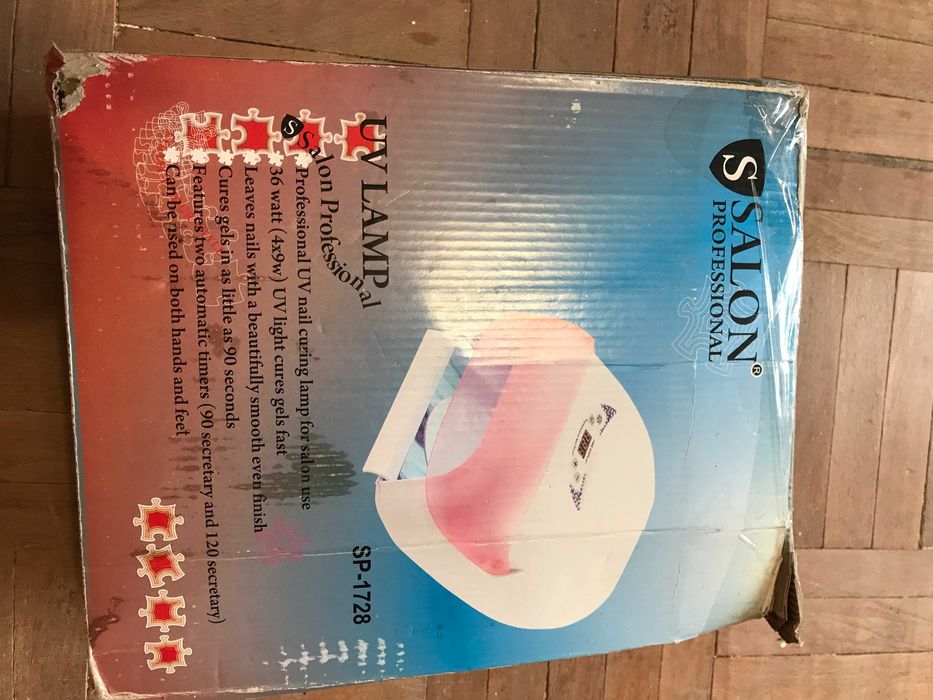 S SALON®
PROFESSIONAL
UV LAMP
S Salon Professional
Professional UV nail curing lamp for salon use
36 watt (4x9w) UV light cures gels fast
Leaves nails with a beautifully smooth even finish
Cures gels in as little as 90 seconds
Features two automatic timers (90 secretary and 120 secretary)
Can be used on both hands and feet
SP-1728